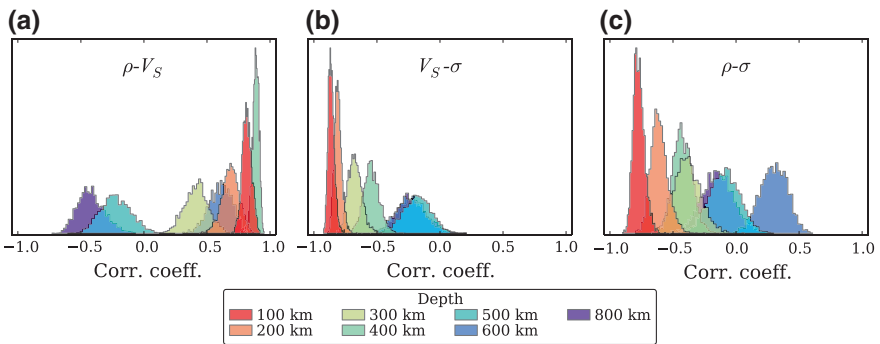 (a) (b) (c)
ρ-V_S V_S-σ ρ-σ
−1.0 −0.5 0.0 0.5 1.0 −1.0 −0.5 0.0 0.5 1.0 −1.0 −0.5 0.0 0.5 1.0
Corr. coeff. Corr. coeff. Corr. coeff.
Depth
100 km 300 km 500 km 800 km
200 km 400 km 600 km